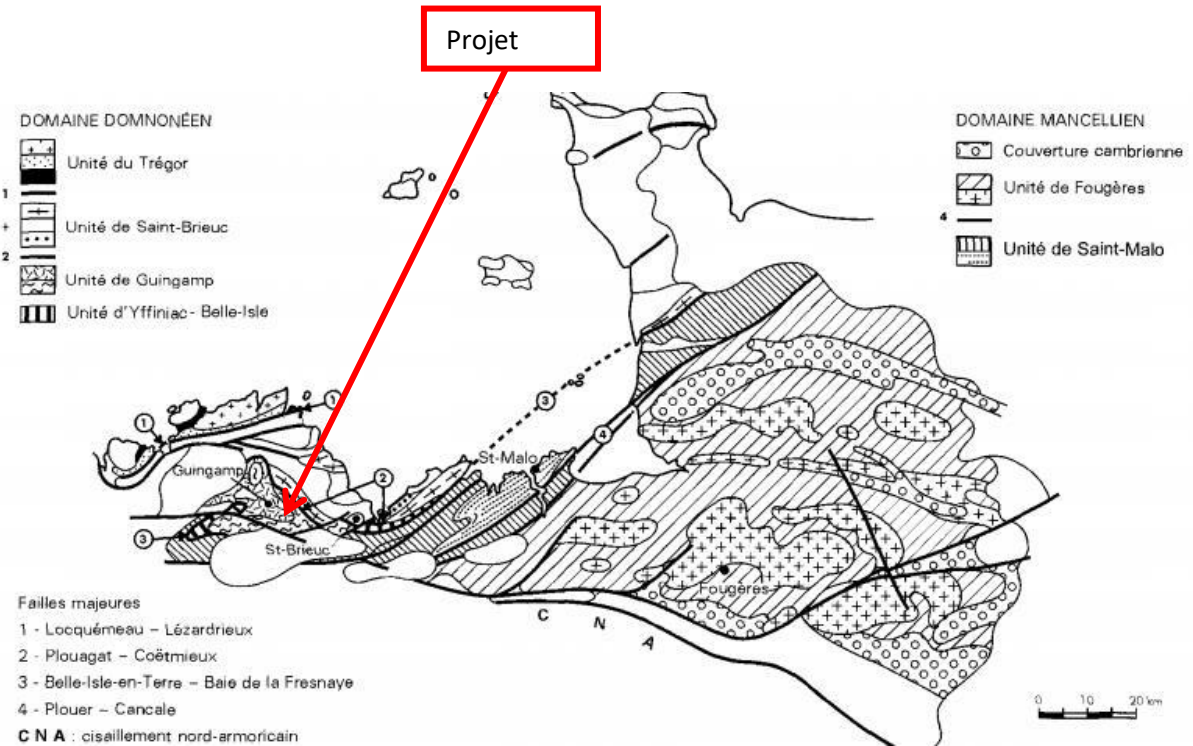 Projet
DOMAINE DOMNONÉEN
Unité du Trégor
1
Unité de Saint-Brieuc
+
2
Unité de Guingamp
Unité d'Yffiniac - Belle-Isle
DOMAINE MANCELLIEN
Couverture cambrienne
Unité de Fougères
4
Unité de Saint-Malo
1
1
3
4
St-Malo
Guingamp
2
3
St-Brieuc
Fougères
C N A
Failles majeures
1 - Locquémeau – Lézardrieux
2 - Plouagat – Coëtmieux
3 - Belle-Isle-en-Terre – Baie de la Fresnaye
4 - Plouer – Cancale
C N A : cisaillement nord-armoricain
0 10 20 km